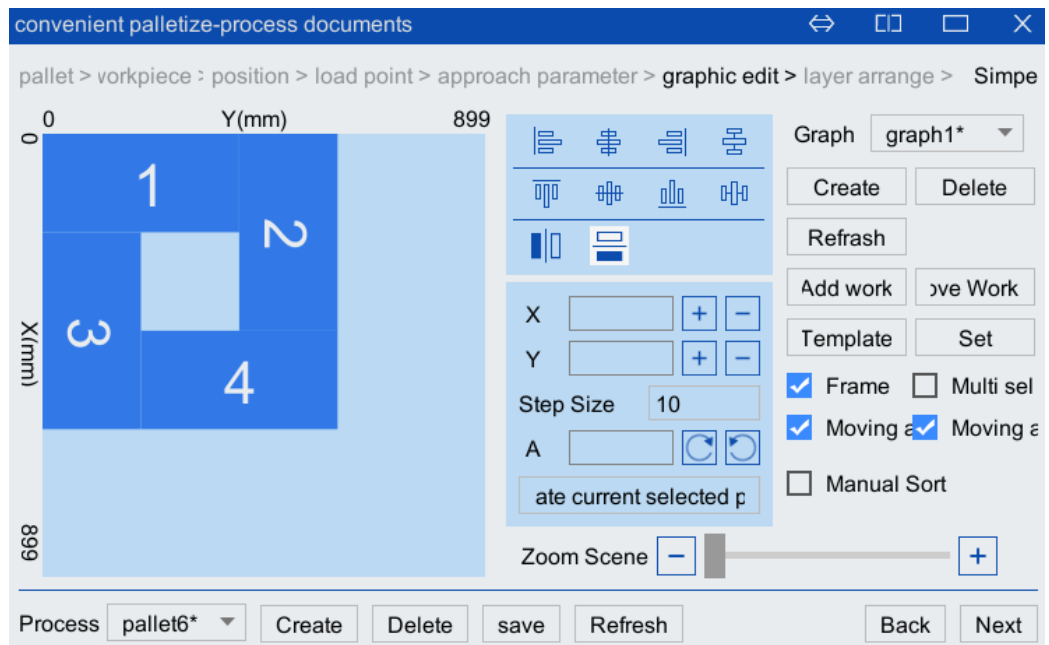 convenient palletize-process documents
pallet > vorkpiece : position > load point > approach parameter > graphic edit > layer arrange > Simpe
0 Y(mm) 899
0
X(mm)
899
1
2
3
4
Graph graph1*
Create Delete
Refrash
Add work ove Work
Template Set
X
Y
Step Size 10
A
ate current selected p
Frame Multi sel
Moving a Moving a
Manual Sort
Zoom Scene
Process pallet6* Create Delete save Refresh Back Next